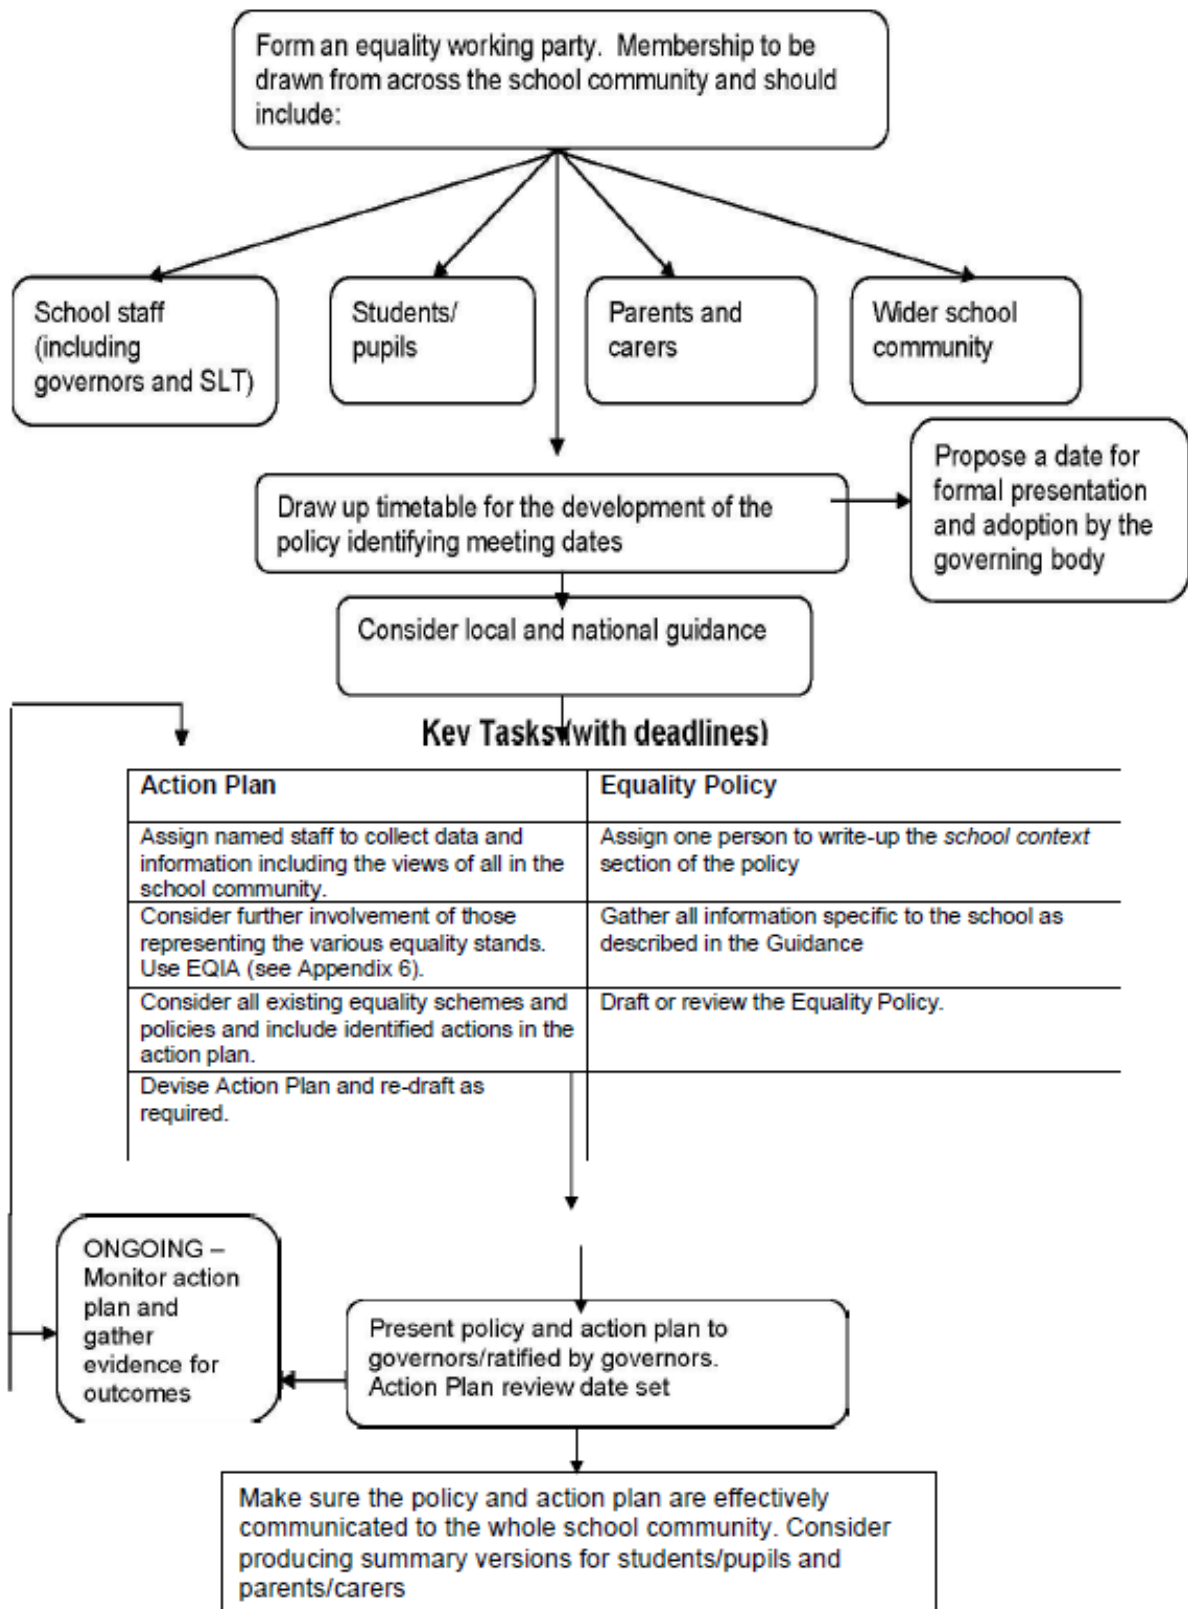 Form an equality working party.  Membership to be
drawn from across the school community and should
include:
School staff
(including
governors and SLT)
Students/
pupils
Parents and
carers
Wider school
community
Propose a date for
formal presentation
and adoption by the
governing body
Draw up timetable for the development of the
policy identifying meeting dates
Consider local and national guidance
Key Tasks (with deadlines)
Action Plan
Equality Policy
Assign named staff to collect data and
information including the views of all in the
school community.
Assign one person to write-up the school context
section of the policy
Consider further involvement of those
representing the various equality stands.
Use EQIA (see Appendix 6).
Gather all information specific to the school as
described in the Guidance
Consider all existing equality schemes and
policies and include identified actions in the
action plan.
Draft or review the Equality Policy.
Devise Action Plan and re-draft as
required.
ONGOING –
Monitor action
plan and
gather
evidence for
outcomes
Present policy and action plan to
governors/ratified by governors.
Action Plan review date set
Make sure the policy and action plan are effectively
communicated to the whole school community. Consider
producing summary versions for students/pupils and
parents/carers